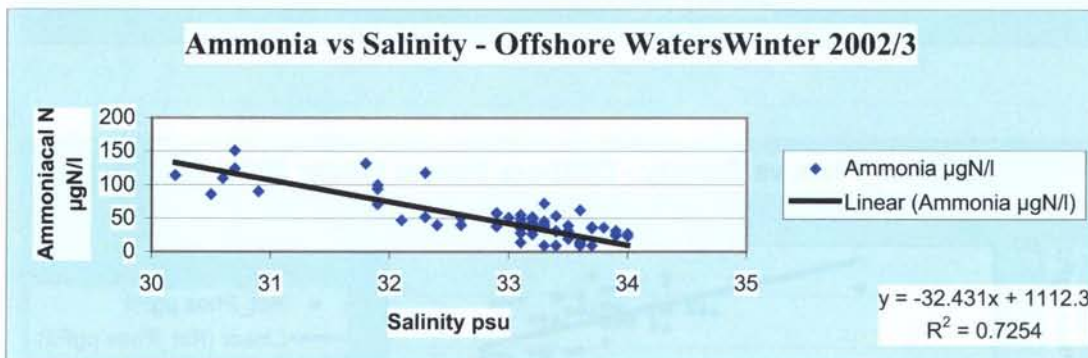 Ammonia vs Salinity - Offshore WatersWinter 2002/3
Ammoniacal N
µgN/l
200
150
100
50
0
30 31 32 33 34 35
Salinity psu
Ammonia µgN/l
Linear (Ammonia µgN/l)
y = -32.431x + 1112.3
R² = 0.7254